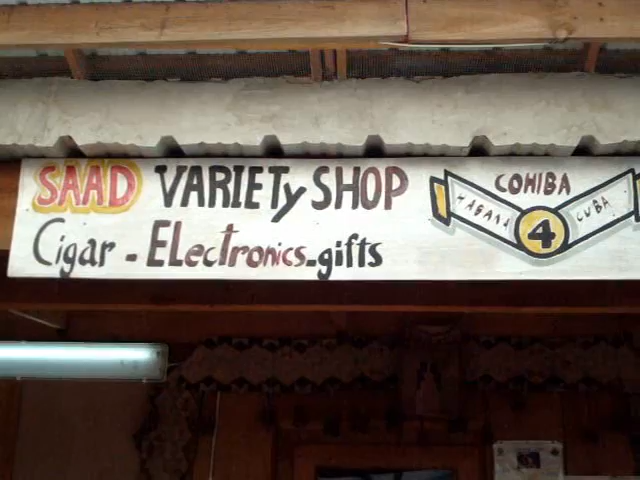 SAAD VARIETy SHOP
Cigar - ELectronics-gifts
COHIBA
HABANA CUBA
4